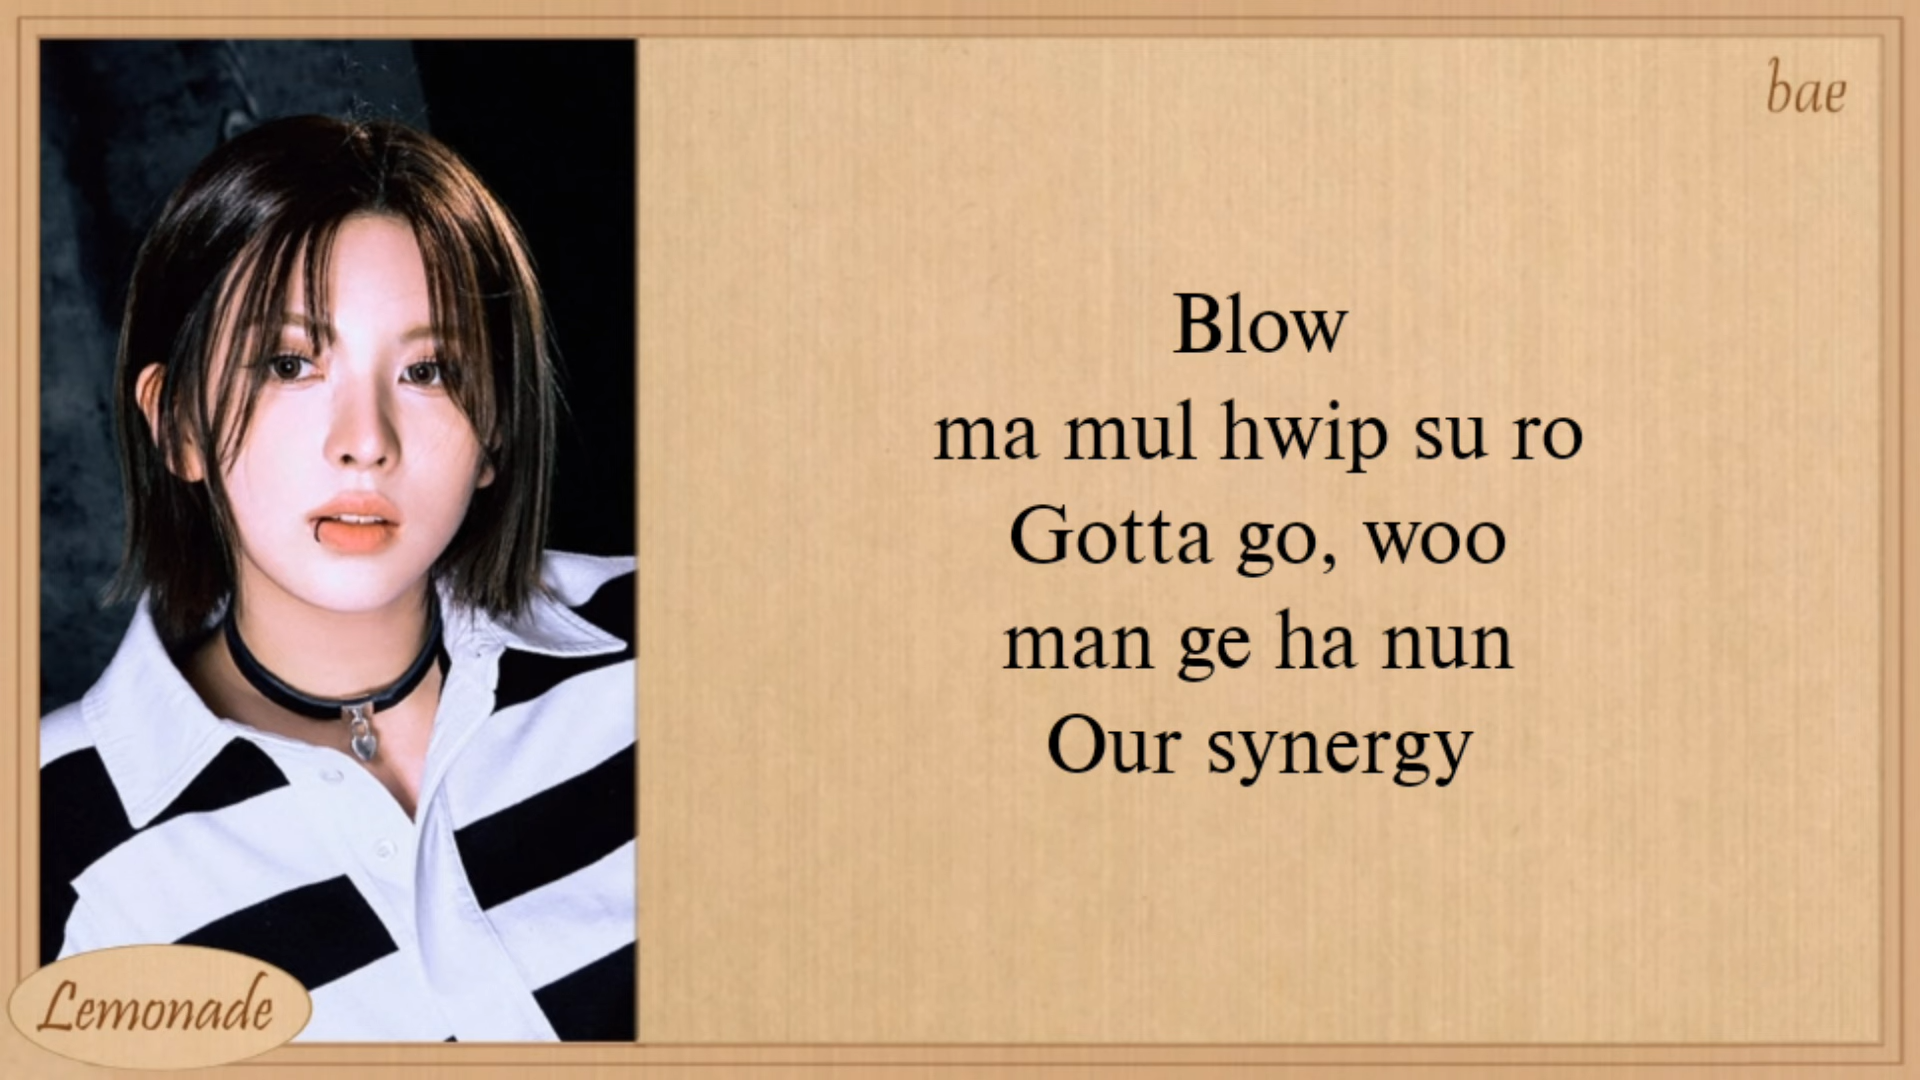 bae
Blow
ma mul hwip su ro
Gotta go, woo
man ge ha nun
Our synergy
Lemonade